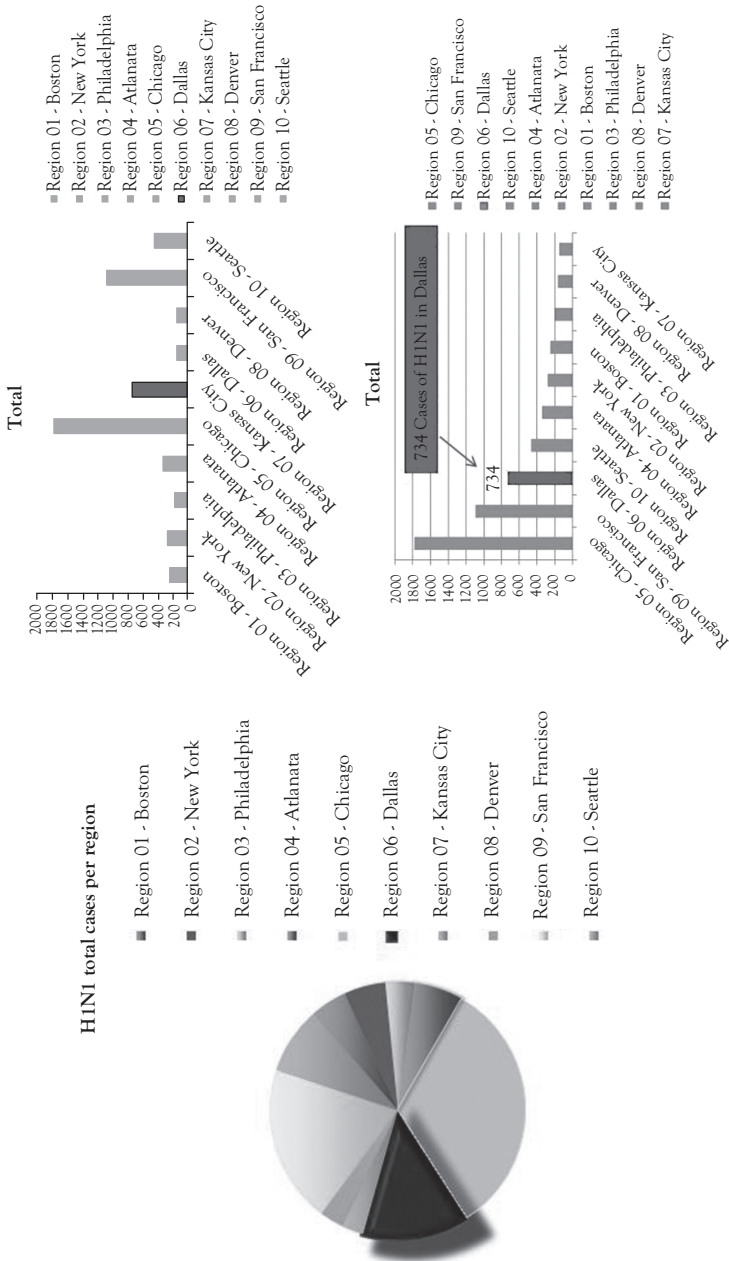 H1N1 total cases per region
Region 01 - Boston
Region 02 - New York
Region 03 - Philadelphia
Region 04 - Atlanata
Region 05 - Chicago
Region 06 - Dallas
Region 07 - Kansas City
Region 08 - Denver
Region 09 - San Francisco
Region 10 - Seattle
Total
2000
1800
1600
1400
1200
1000
800
600
400
200
0
Region 01 - Boston
Region 02 - New York
Region 03 - Philadelphia
Region 04 - Atlanata
Region 05 - Chicago
Region 07 - Kansas City
Region 06 - Dallas
Region 08 - Denver
Region 09 - San Francisco
Region 10 - Seattle
Region 01 - Boston
Region 02 - New York
Region 03 - Philadelphia
Region 04 - Atlanata
Region 05 - Chicago
Region 06 - Dallas
Region 07 - Kansas City
Region 08 - Denver
Region 09 - San Francisco
Region 10 - Seattle
Total
2000
1800
1600
1400
1200
1000
800
600
400
200
0
734 Cases of H1N1 in Dallas
734
Region 05 - Chicago
Region 09 - San Francisco
Region 06 - Dallas
Region 10 - Seattle
Region 04 - Atlanata
Region 02 - New York
Region 01 - Boston
Region 03 - Philadelphia
Region 08 - Denver
Region 07 - Kansas City
Region 05 - Chicago
Region 09 - San Francisco
Region 06 - Dallas
Region 10 - Seattle
Region 04 - Atlanata
Region 02 - New York
Region 01 - Boston
Region 03 - Philadelphia
Region 08 - Denver
Region 07 - Kansas City